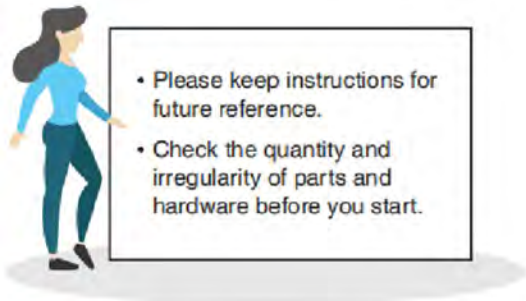 • Please keep instructions for
future reference.
• Check the quantity and
irregularity of parts and
hardware before you start.